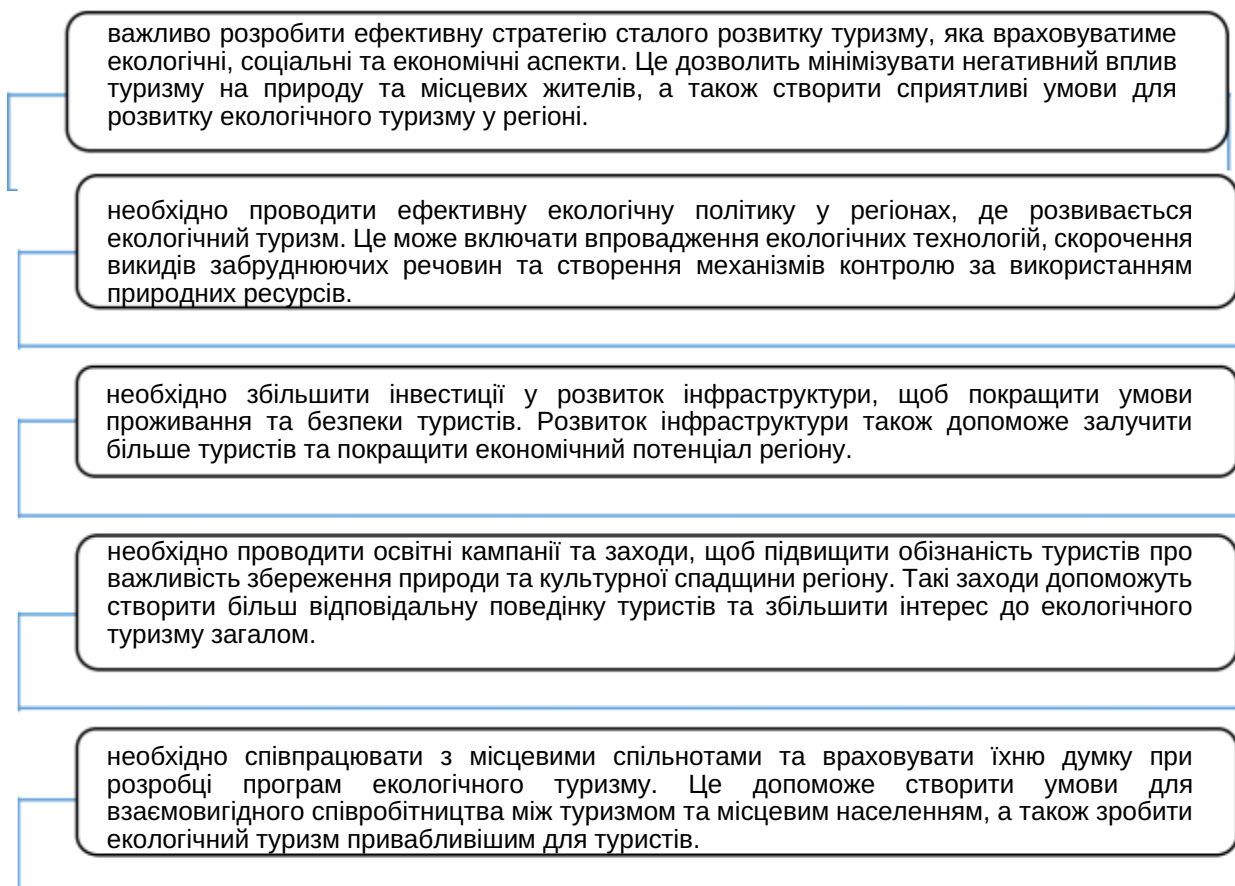 важливо розробити ефективну стратегію сталого розвитку туризму, яка враховуватиме
екологічні, соціальні та економічні аспекти. Це дозволить мінімізувати негативний вплив
туризму на природу та місцевих жителів, а також створити сприятливі умови для
розвитку екологічного туризму у регіоні.
необхідно проводити ефективну екологічну політику у регіонах, де розвивається
екологічний туризм. Це може включати впровадження екологічних технологій, скорочення
викидів забруднюючих речовин та створення механізмів контролю за використанням
природних ресурсів.
необхідно збільшити інвестиції у розвиток інфраструктури, щоб покращити умови
проживання та безпеки туристів. Розвиток інфраструктури також допоможе залучити
більше туристів та покращити економічний потенціал регіону.
необхідно проводити освітні кампанії та заходи, щоб підвищити обізнаність туристів про
важливість збереження природи та культурної спадщини регіону. Такі заходи допоможуть
створити більш відповідальну поведінку туристів та збільшити інтерес до екологічного
туризму загалом.
необхідно співпрацювати з місцевими спільнотами та враховувати їхню думку при
розробці програм екологічного туризму. Це допоможе створити умови для
взаємовигідного співробітництва між туризмом та місцевим населенням, а також зробити
екологічний туризм привабливішим для туристів.